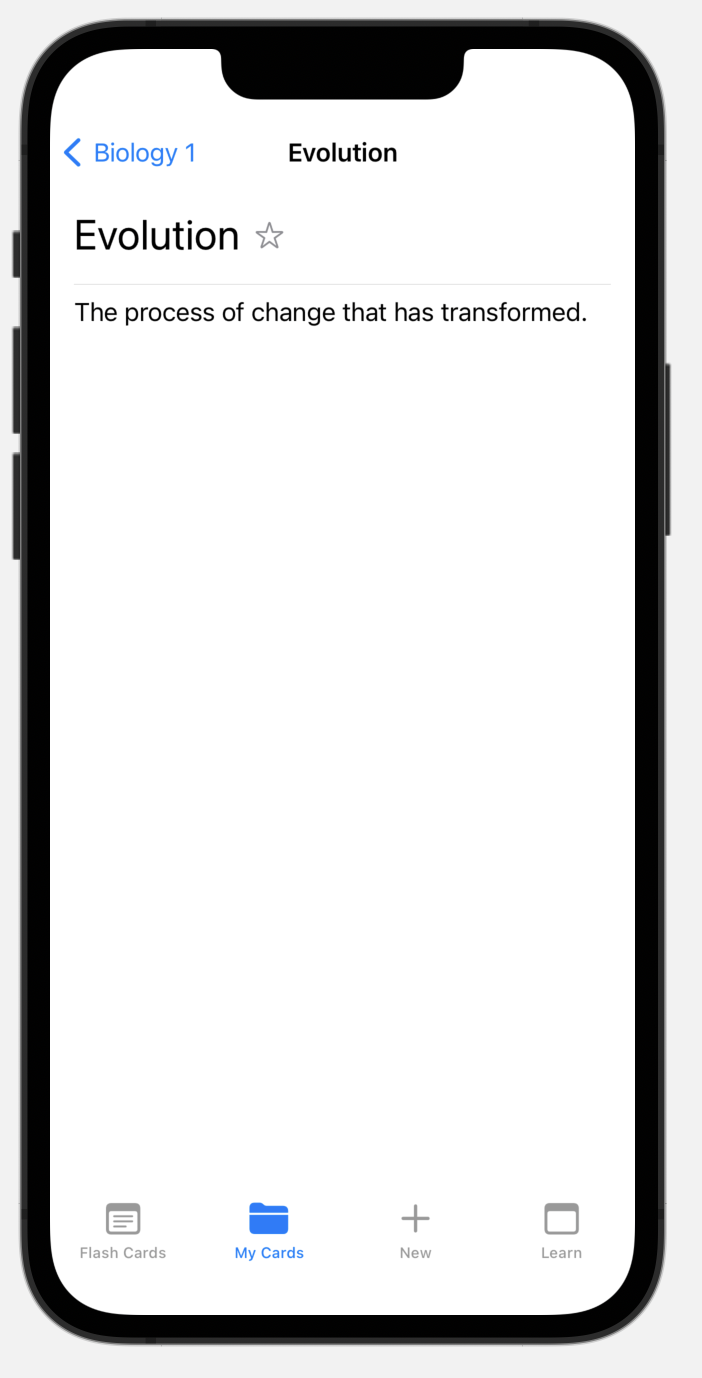 Biology 1
Evolution
Evolution
The process of change that has transformed.
Flash Cards
My Cards
New
Learn